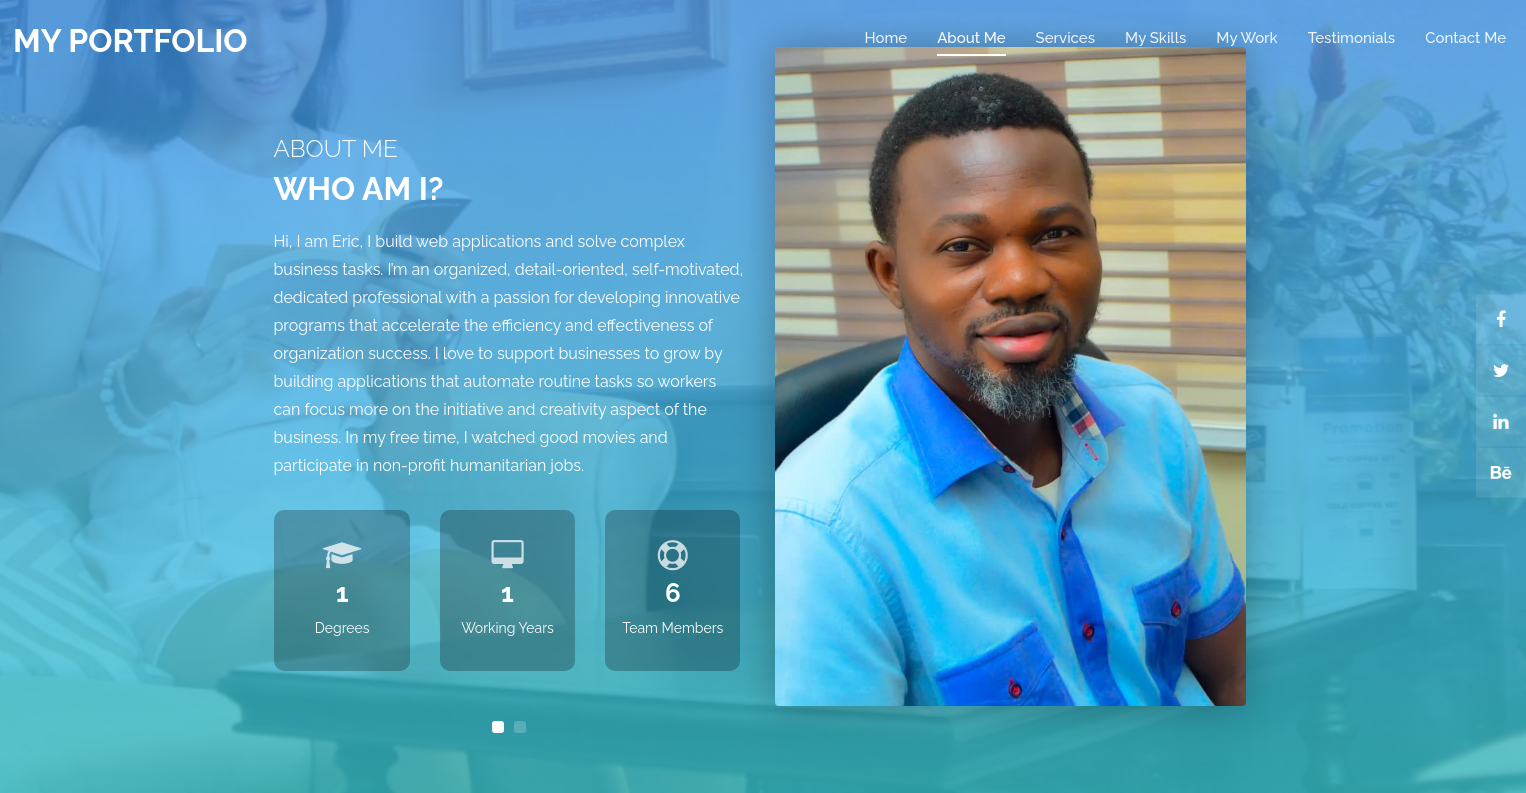 MY PORTFOLIO
Home About Me Services My Skills My Work Testimonials Contact Me
ABOUT ME
WHO AM I?
Hi, I am Eric, I build web applications and solve complex
business tasks. I'm an organized, detail-oriented, self-motivated,
dedicated professional with a passion for developing innovative
programs that accelerate the efficiency and effectiveness of
organization success. I love to support businesses to grow by
building applications that automate routine tasks so workers
can focus more on the initiative and creativity aspect of the
business. In my free time, I watched good movies and
participate in non-profit humanitarian jobs.
1 1 6
Degrees Working Years Team Members
Bē
Promotion